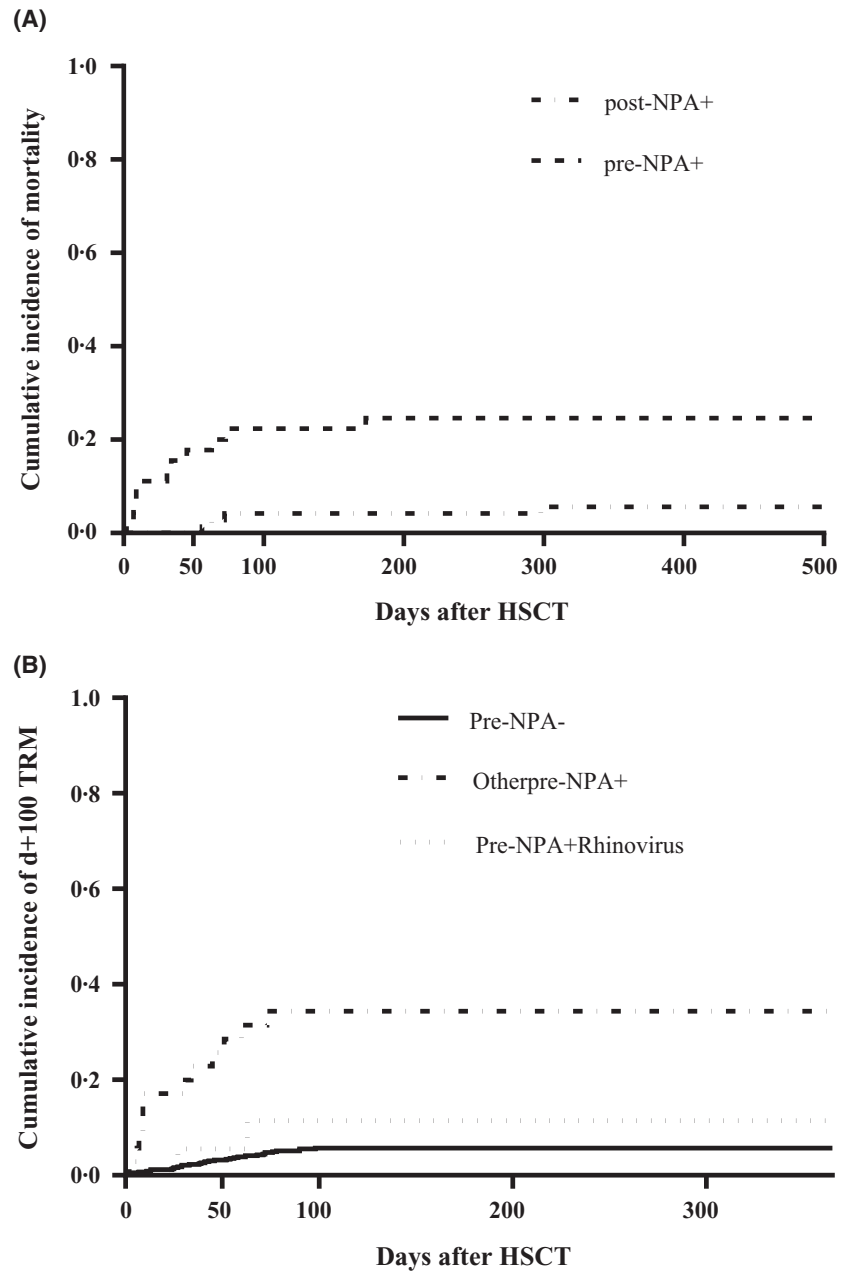 (A)
1·0
0·8
0·6
0·4
0·2
0·0
Cumulative incidence of mortality
post-NPA+
pre-NPA+
0 50 100 200 300 400 500
Days after HSCT
(B)
1.0
0·8
0·6
0·4
0·2
0·0
Cumulative incidence of d+100 TRM
Pre-NPA-
Otherpre-NPA+
Pre-NPA+Rhinovirus
0 50 100 200 300
Days after HSCT